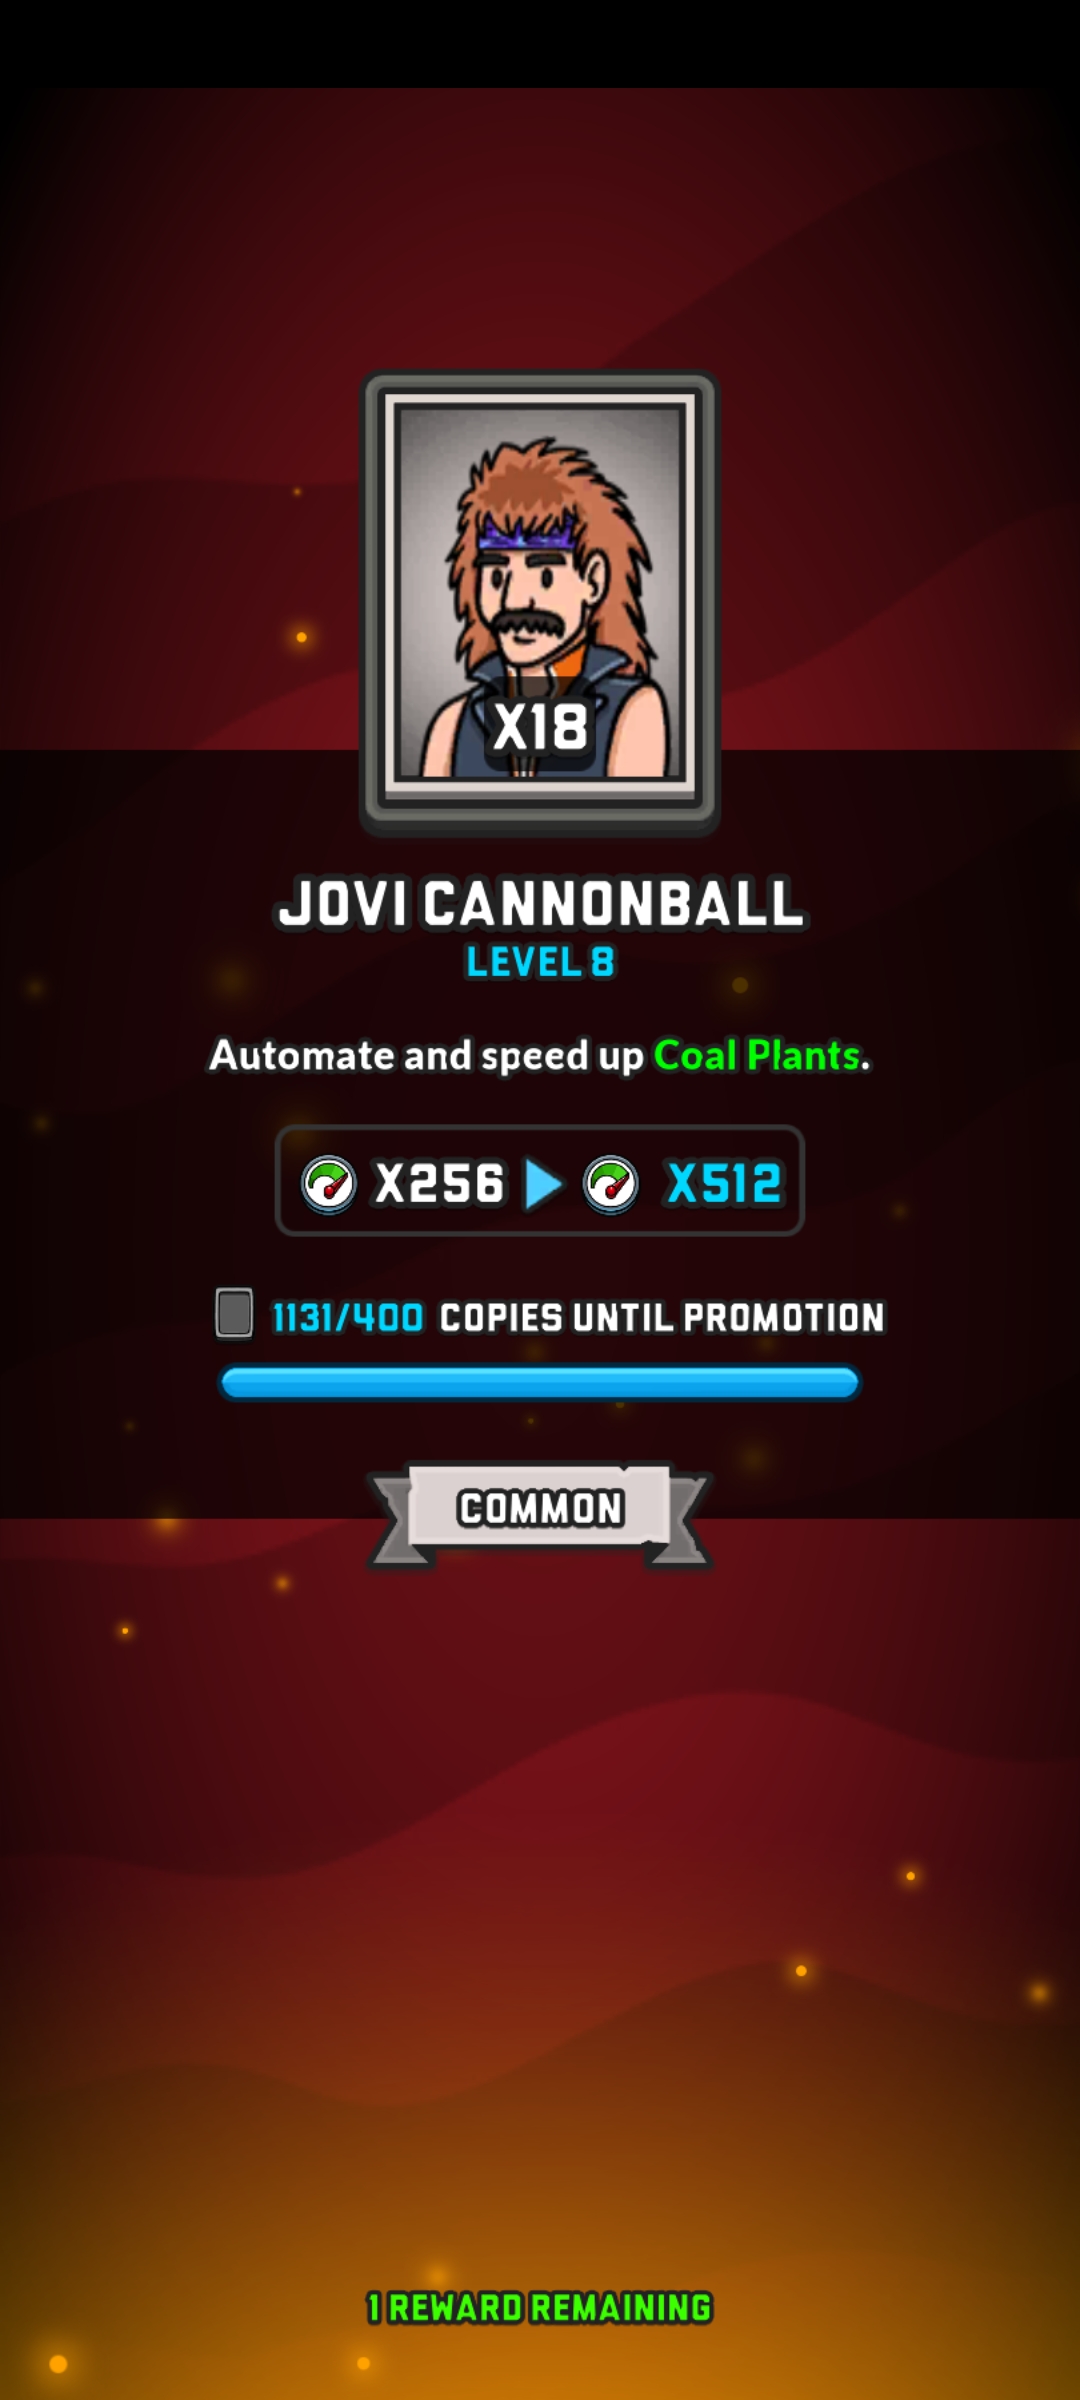 X18
JOVI CANNONBALL
LEVEL 8
Automate and speed up Coal Plants.
X256 X512
1131/400 COPIES UNTIL PROMOTION
COMMON
1 REWARD REMAINING